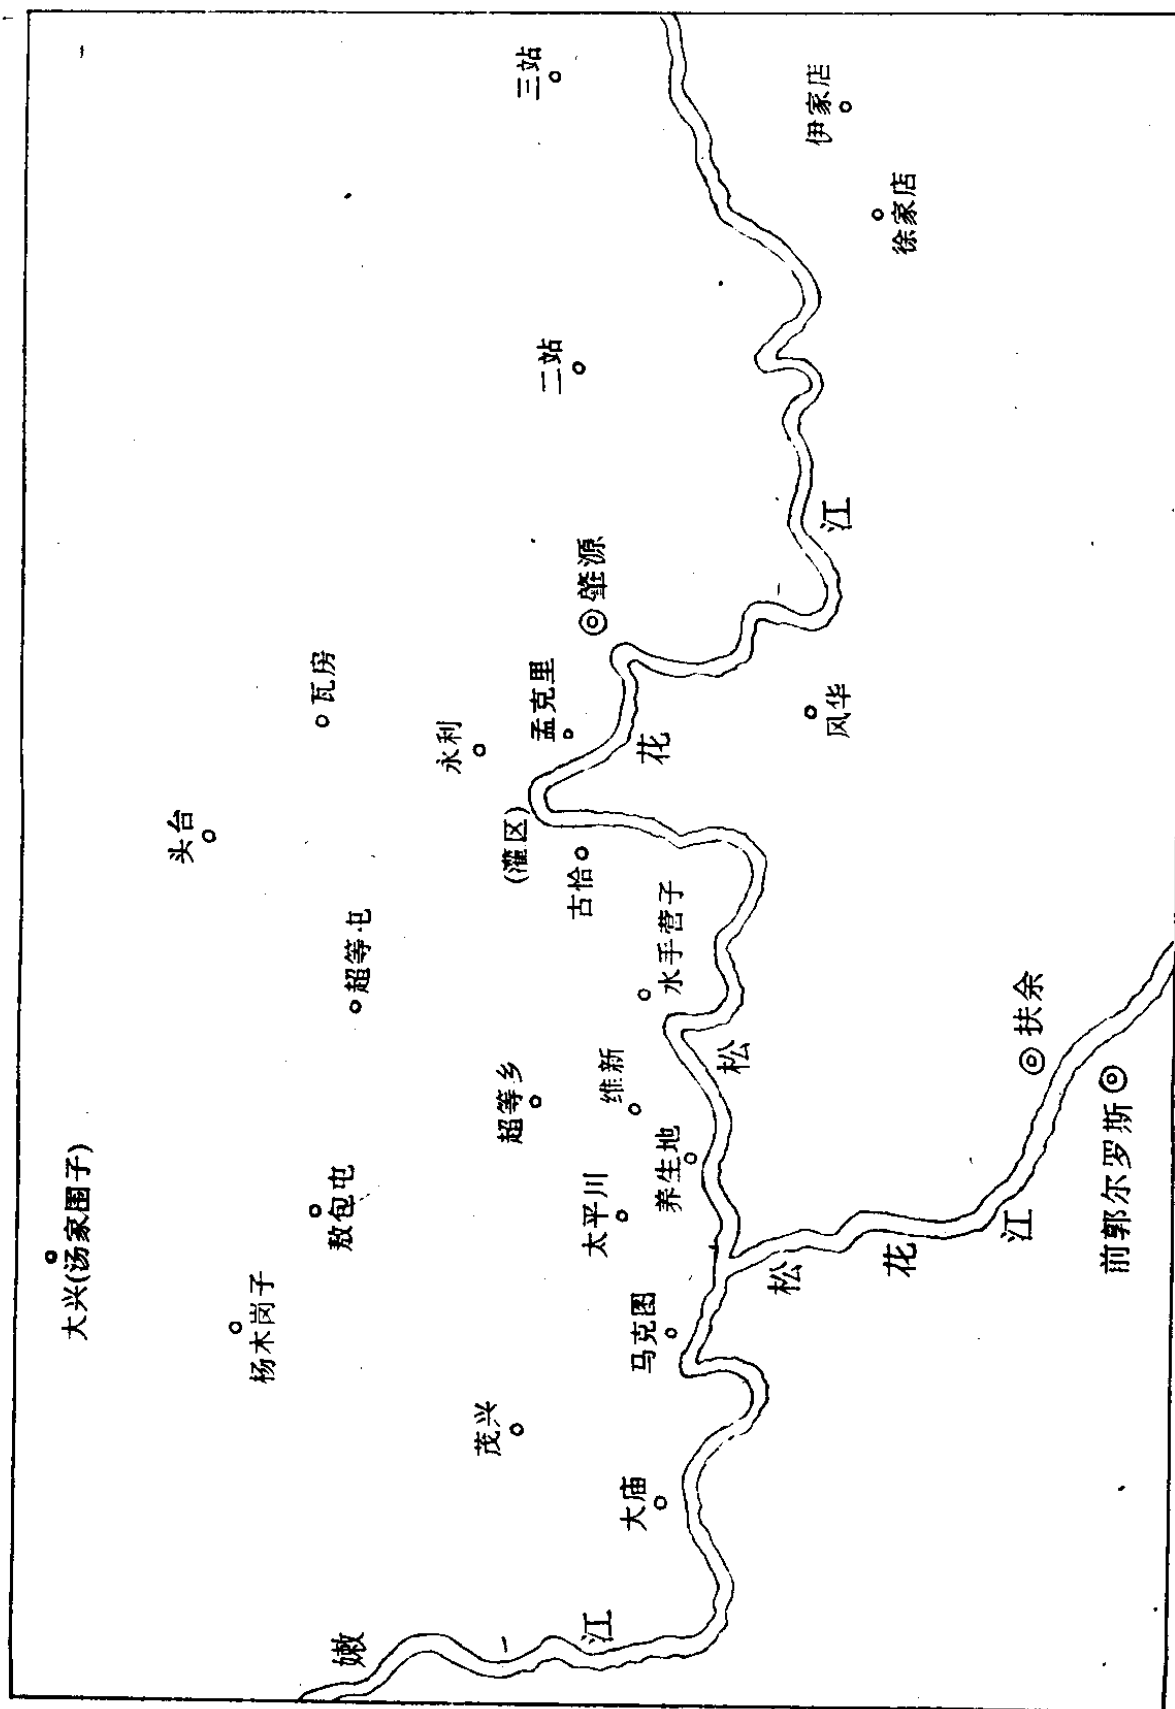 大兴(汤家围子)
杨木岗子
敖包屯
头台
超等屯
瓦房
嫩
江
茂兴
超等乡
永利
(灌区)
孟克里
三站
二站
大庙
马克图
太平川
养生地
维新
水手营子
古恰
肇源
松
花
江
风华
伊家店
徐家店
松
花
江
扶余
前郭尔罗斯